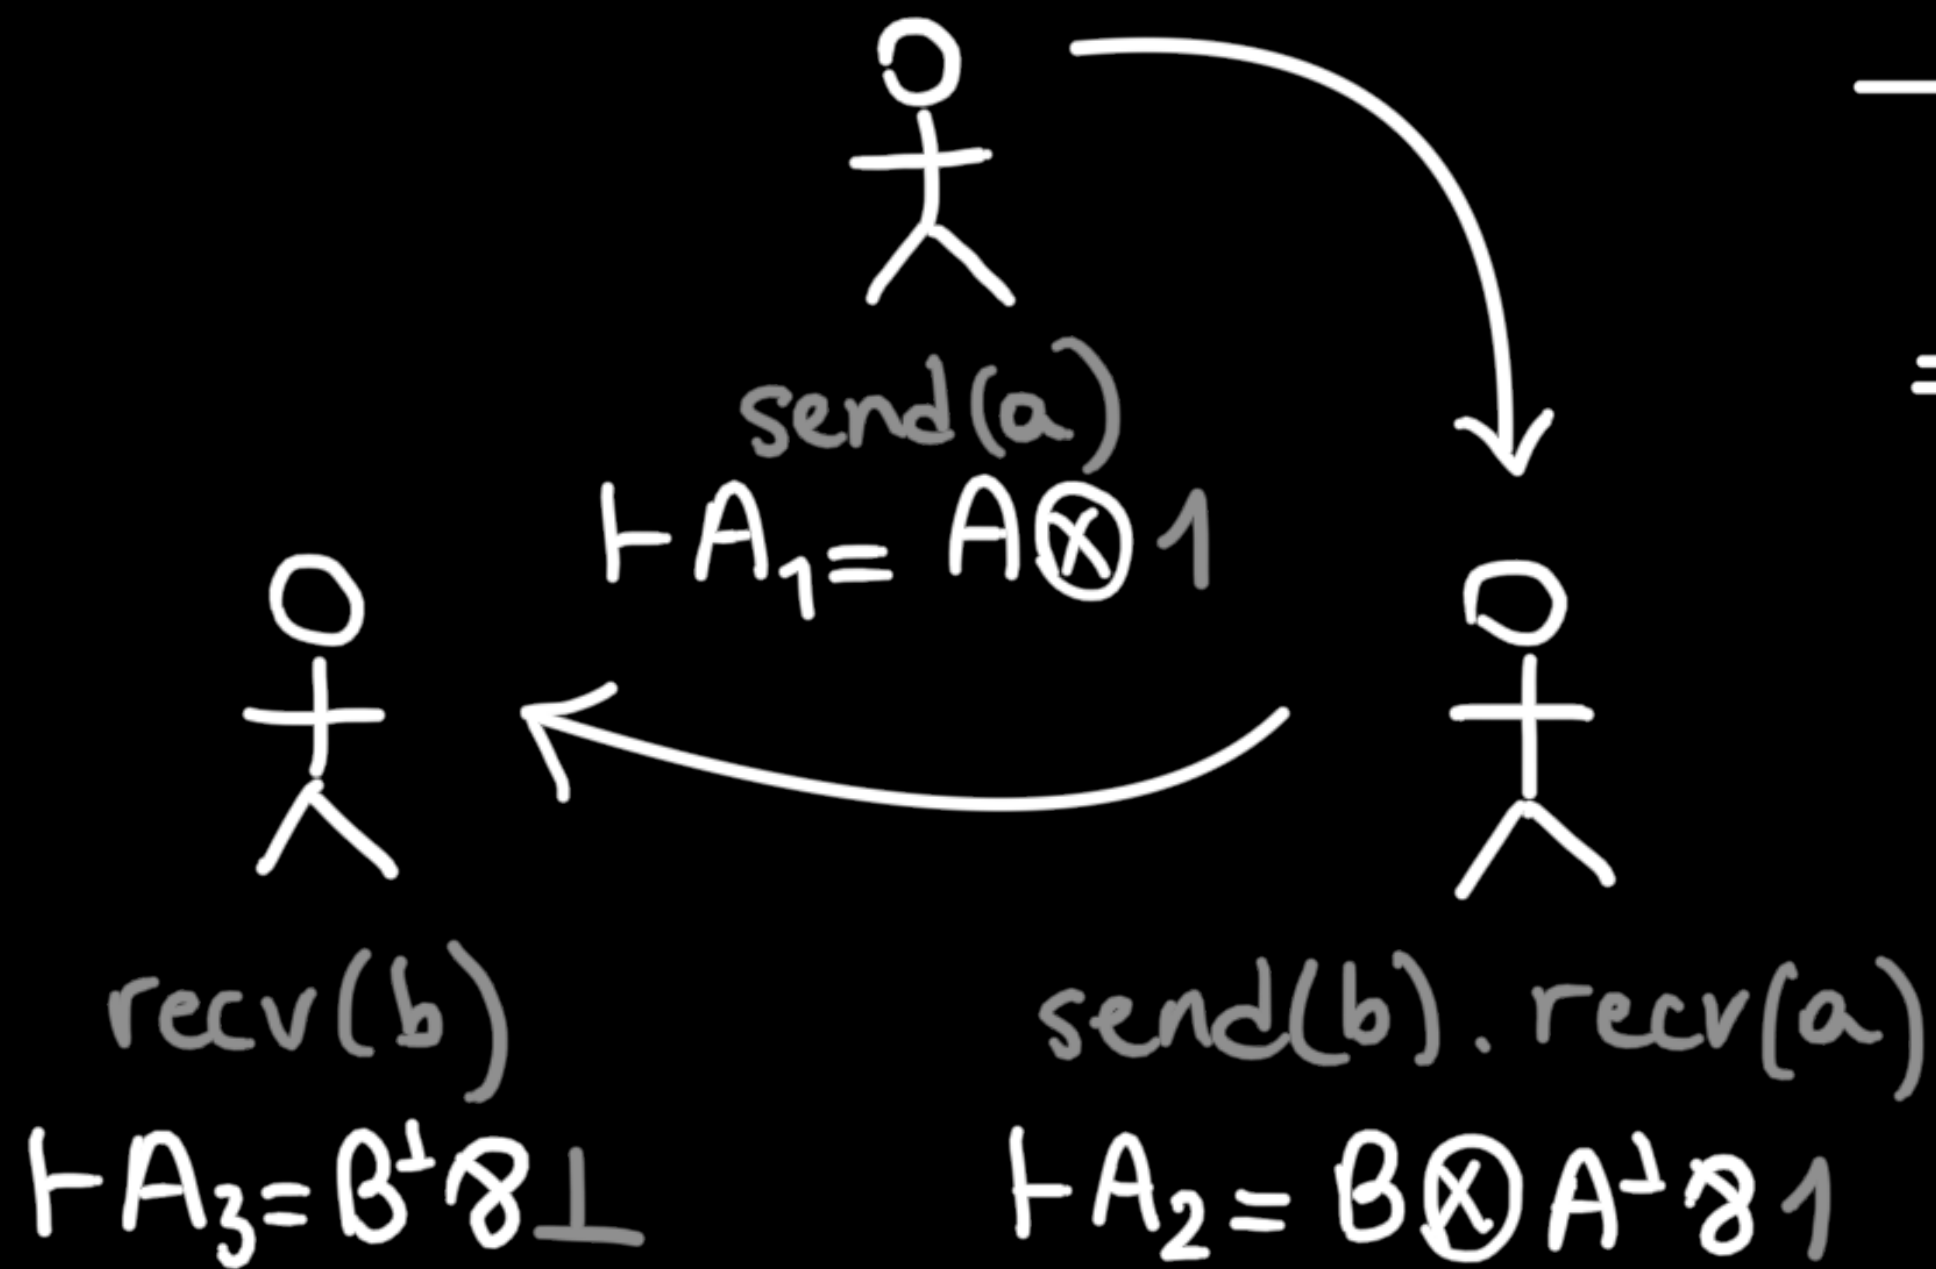 send(a)
⊢A₁= A⊗1
recv(b)
⊢A₃=B^⊥⅋⊥
send(b).recv(a)
⊢A₂= B⊗A^⊥⅋1